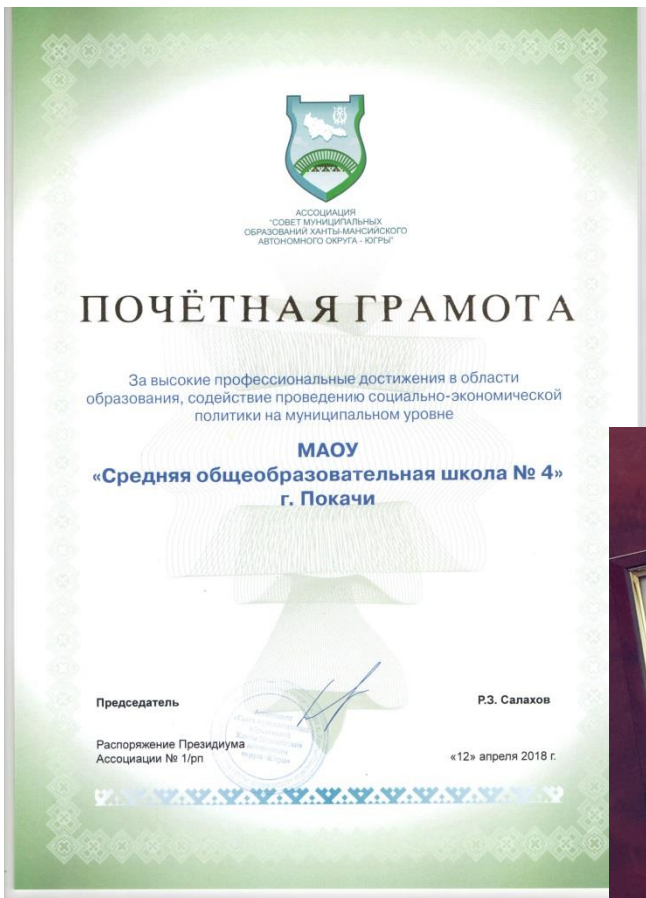 АССОЦИАЦИЯ
"СОВЕТ МУНИЦИПАЛЬНЫХ
ОБРАЗОВАНИЙ ХАНТЫ-МАНСИЙСКОГО
АВТОНОМНОГО ОКРУГА - ЮГРЫ"
ПОЧЁТНАЯ ГРАМОТА
За высокие профессиональные достижения в области
образования, содействие проведению социально-экономической
политики на муниципальном уровне
МАОУ
«Средняя общеобразовательная школа № 4»
г. Покачи
Председатель
Р.З. Салахов
Распоряжение Президиума
Ассоциации № 1/рп
«12» апреля 2018 г.